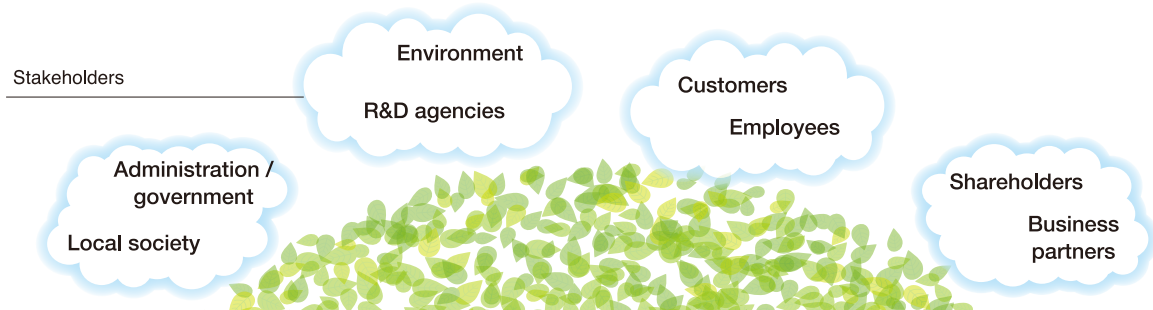 Stakeholders
Environment
R&D agencies
Customers
Employees
Administration /
government
Local society
Shareholders
Business
partners